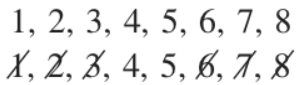 1, 2, 3, 4, 5, 6, 7, 8
1, 2, 3, 4, 5, 6, 7, 8